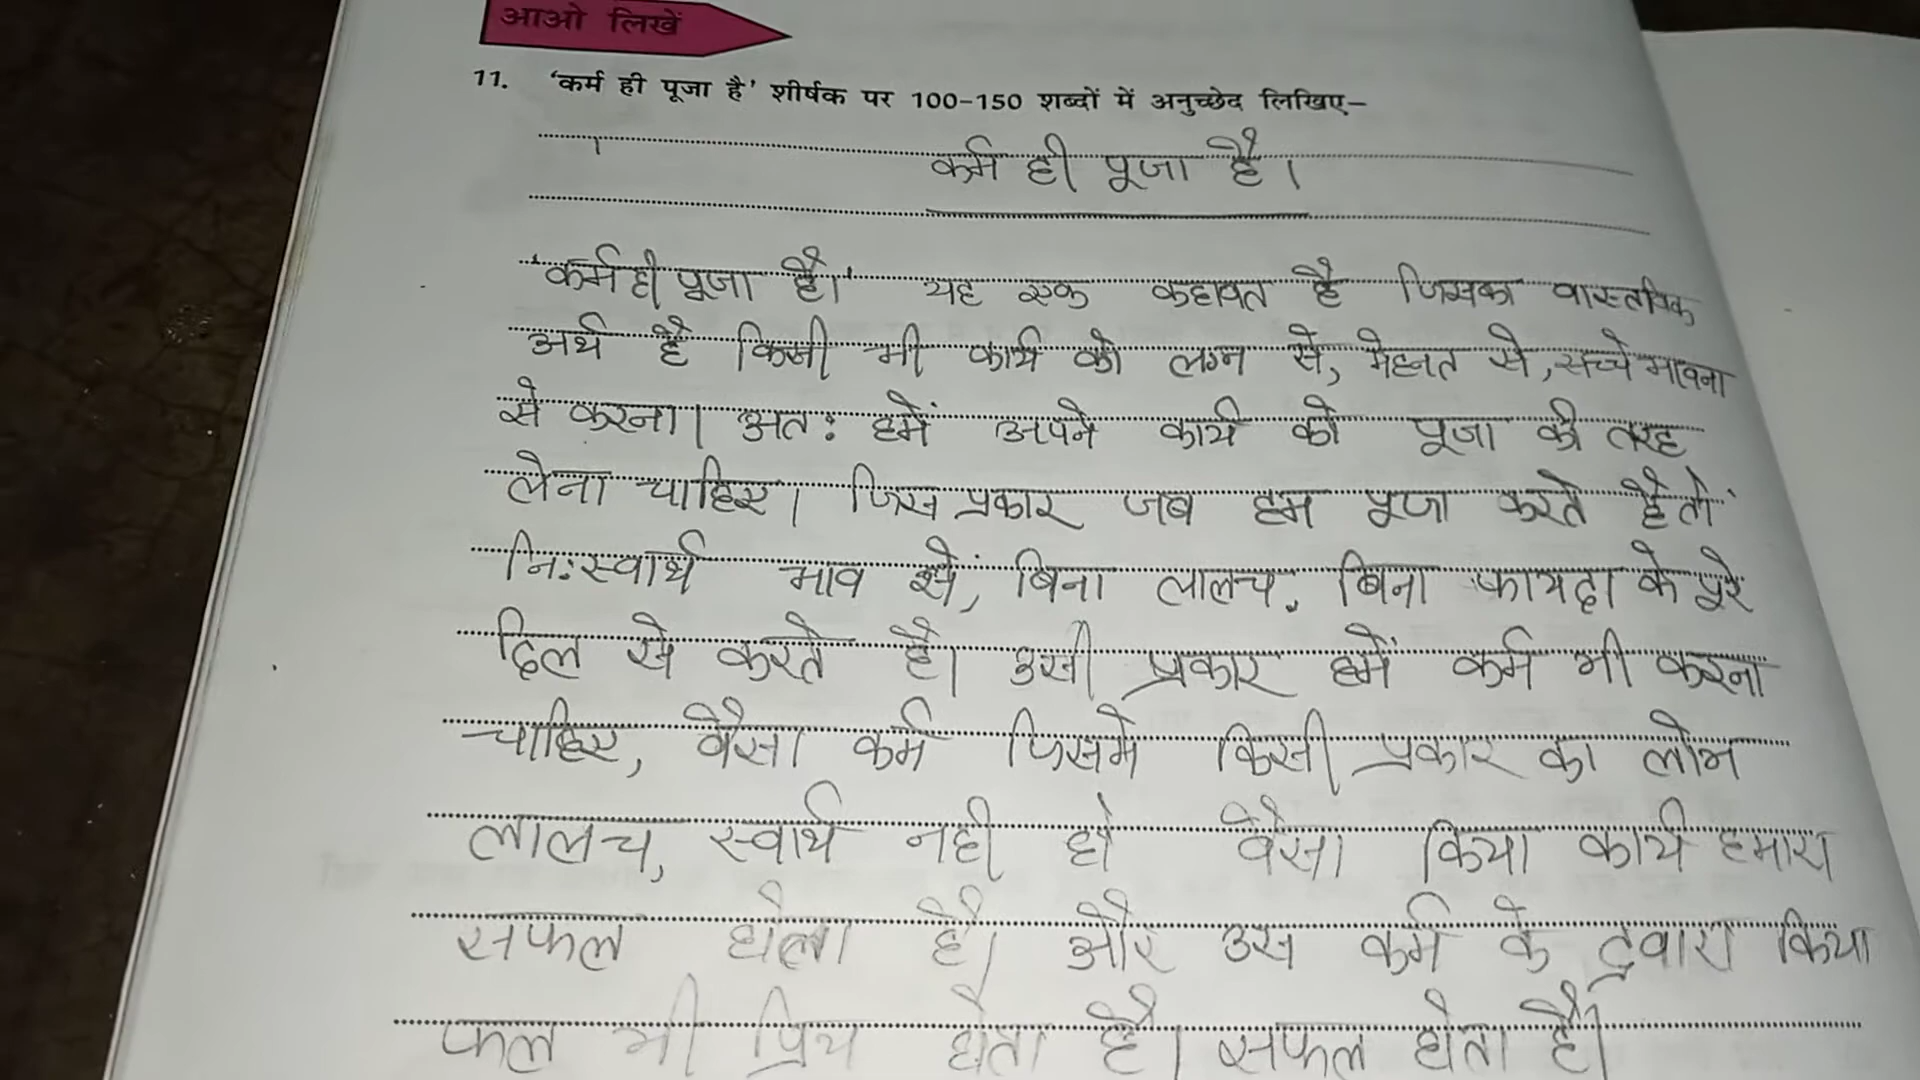 आओ लिखें
11. 'कर्म ही पूजा है' शीर्षक पर 100-150 शब्दों में अनुच्छेद लिखिए–
कर्म ही पूजा है।
'कर्म ही पूजा है।' यह एक कहावत है जिसका वास्तविक
अर्थ है किसी भी कार्य को लग्न से, मेहनत से, सच्चे भावना
से करना। अतः हमें अपने कार्य को पूजा की तरह
लेना चाहिए। जिस प्रकार जब हम पूजा करते है तो
निःस्वार्थ भाव से, बिना लालच, बिना फायदा के पूरे
दिल से करते है। उसी प्रकार हमें कर्म भी करना
चाहिए, वैसा कर्म जिसमे किसी प्रकार का लोभ
लालच, स्वार्थ नही हो वैसा किया कार्य हमारा
सफल होता है। और उस कर्म के द्वारा किया
फल भी प्रिय होता है। सफल होता है।